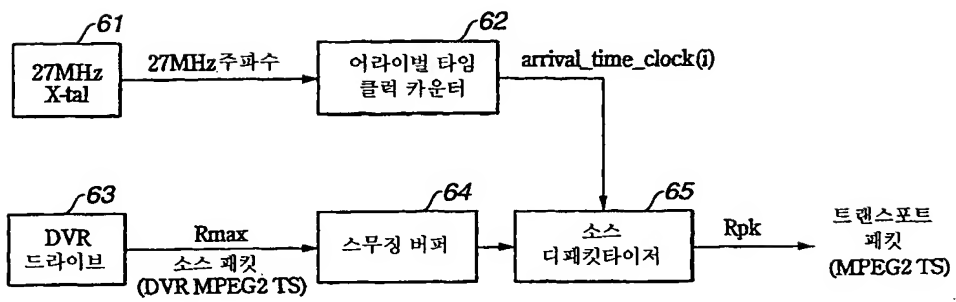 61
27MHz
X-tal
27MHz주파수
62
어라이벌 타임
클럭 카운터
arrival_time_clock(i)
63
DVR
드라이브
Rmax
소스 패킷
(DVR MPEG2 TS)
64
스무징 버퍼
65
소스
디패킷타이저
Rpk
트랜스포트
패킷
(MPEG2 TS)